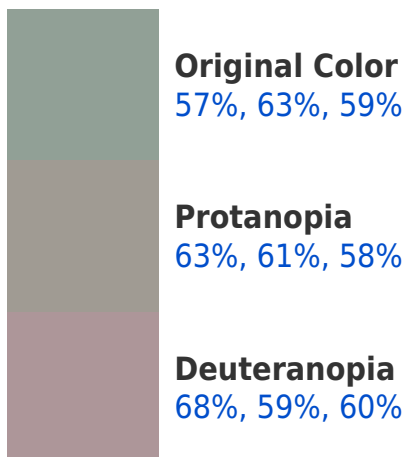 Original Color
57%, 63%, 59%
Protanopia
63%, 61%, 58%
Deuteranopia
68%, 59%, 60%